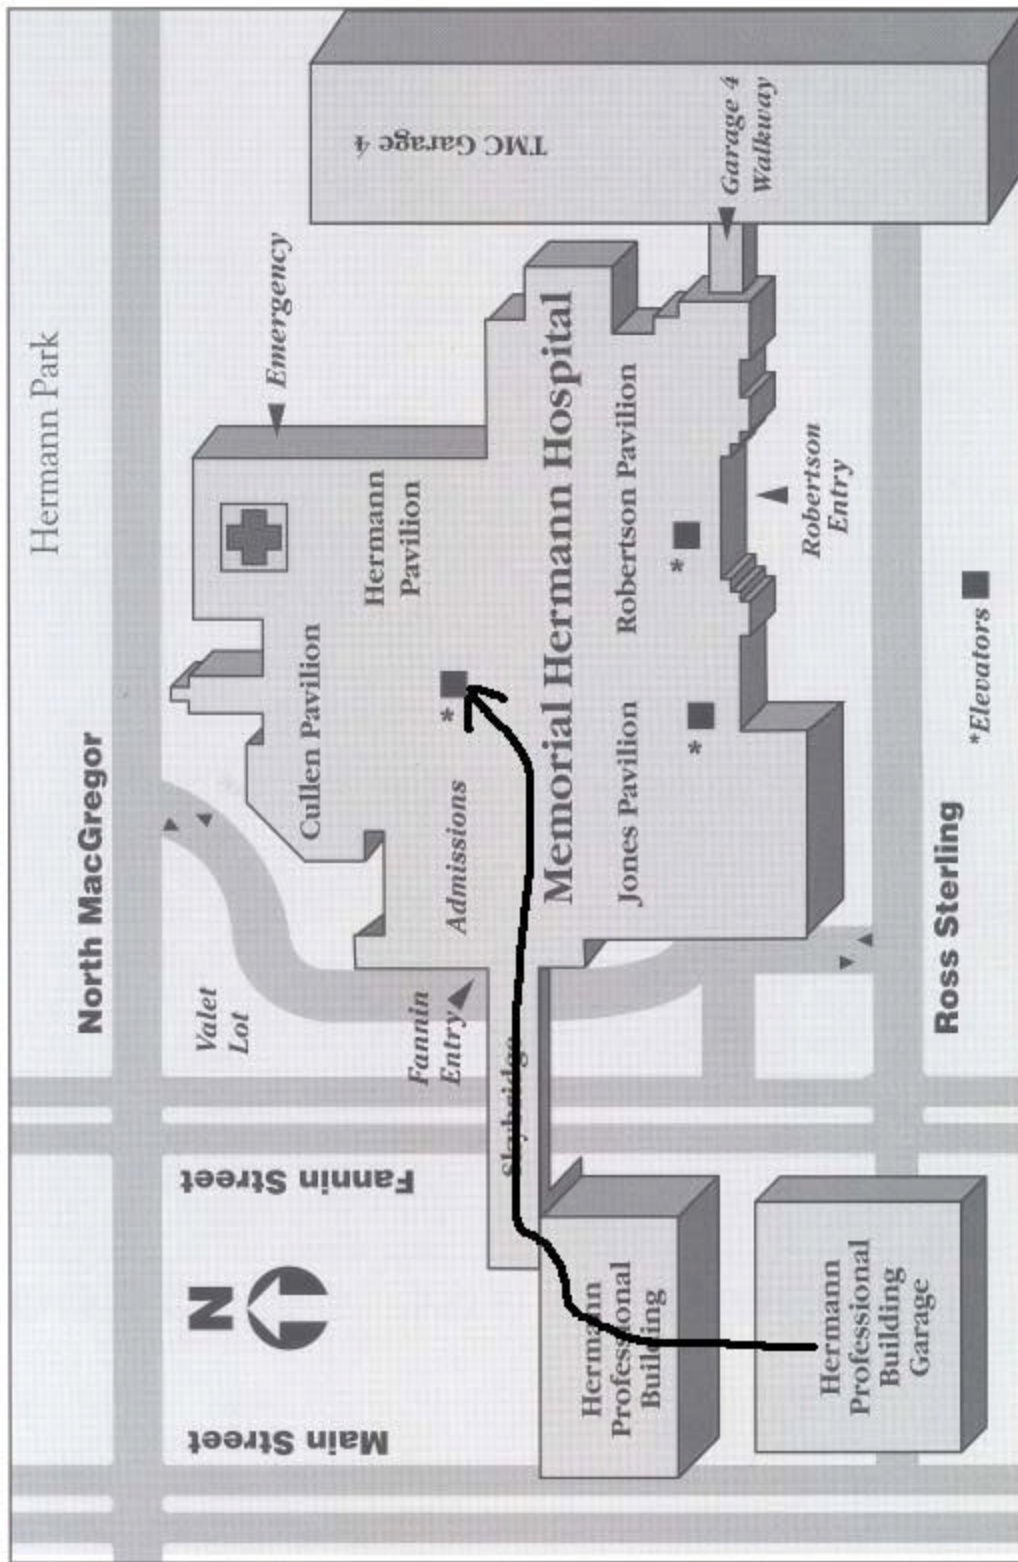 Hermann Park
North MacGregor
Valet
Lot
Fannin
Entry
Emergency
Cullen Pavilion
Hermann
Pavilion
*
Admissions
Memorial Hermann Hospital
Jones Pavilion
Robertson Pavilion
*
*
Robertson
Entry
TMC Garage 4
Garage 4
Walkway
Skybridge
Fannin Street
N
Main Street
Hermann
Professional
Building
Hermann
Professional
Building
Garage
Ross Sterling
*Elevators